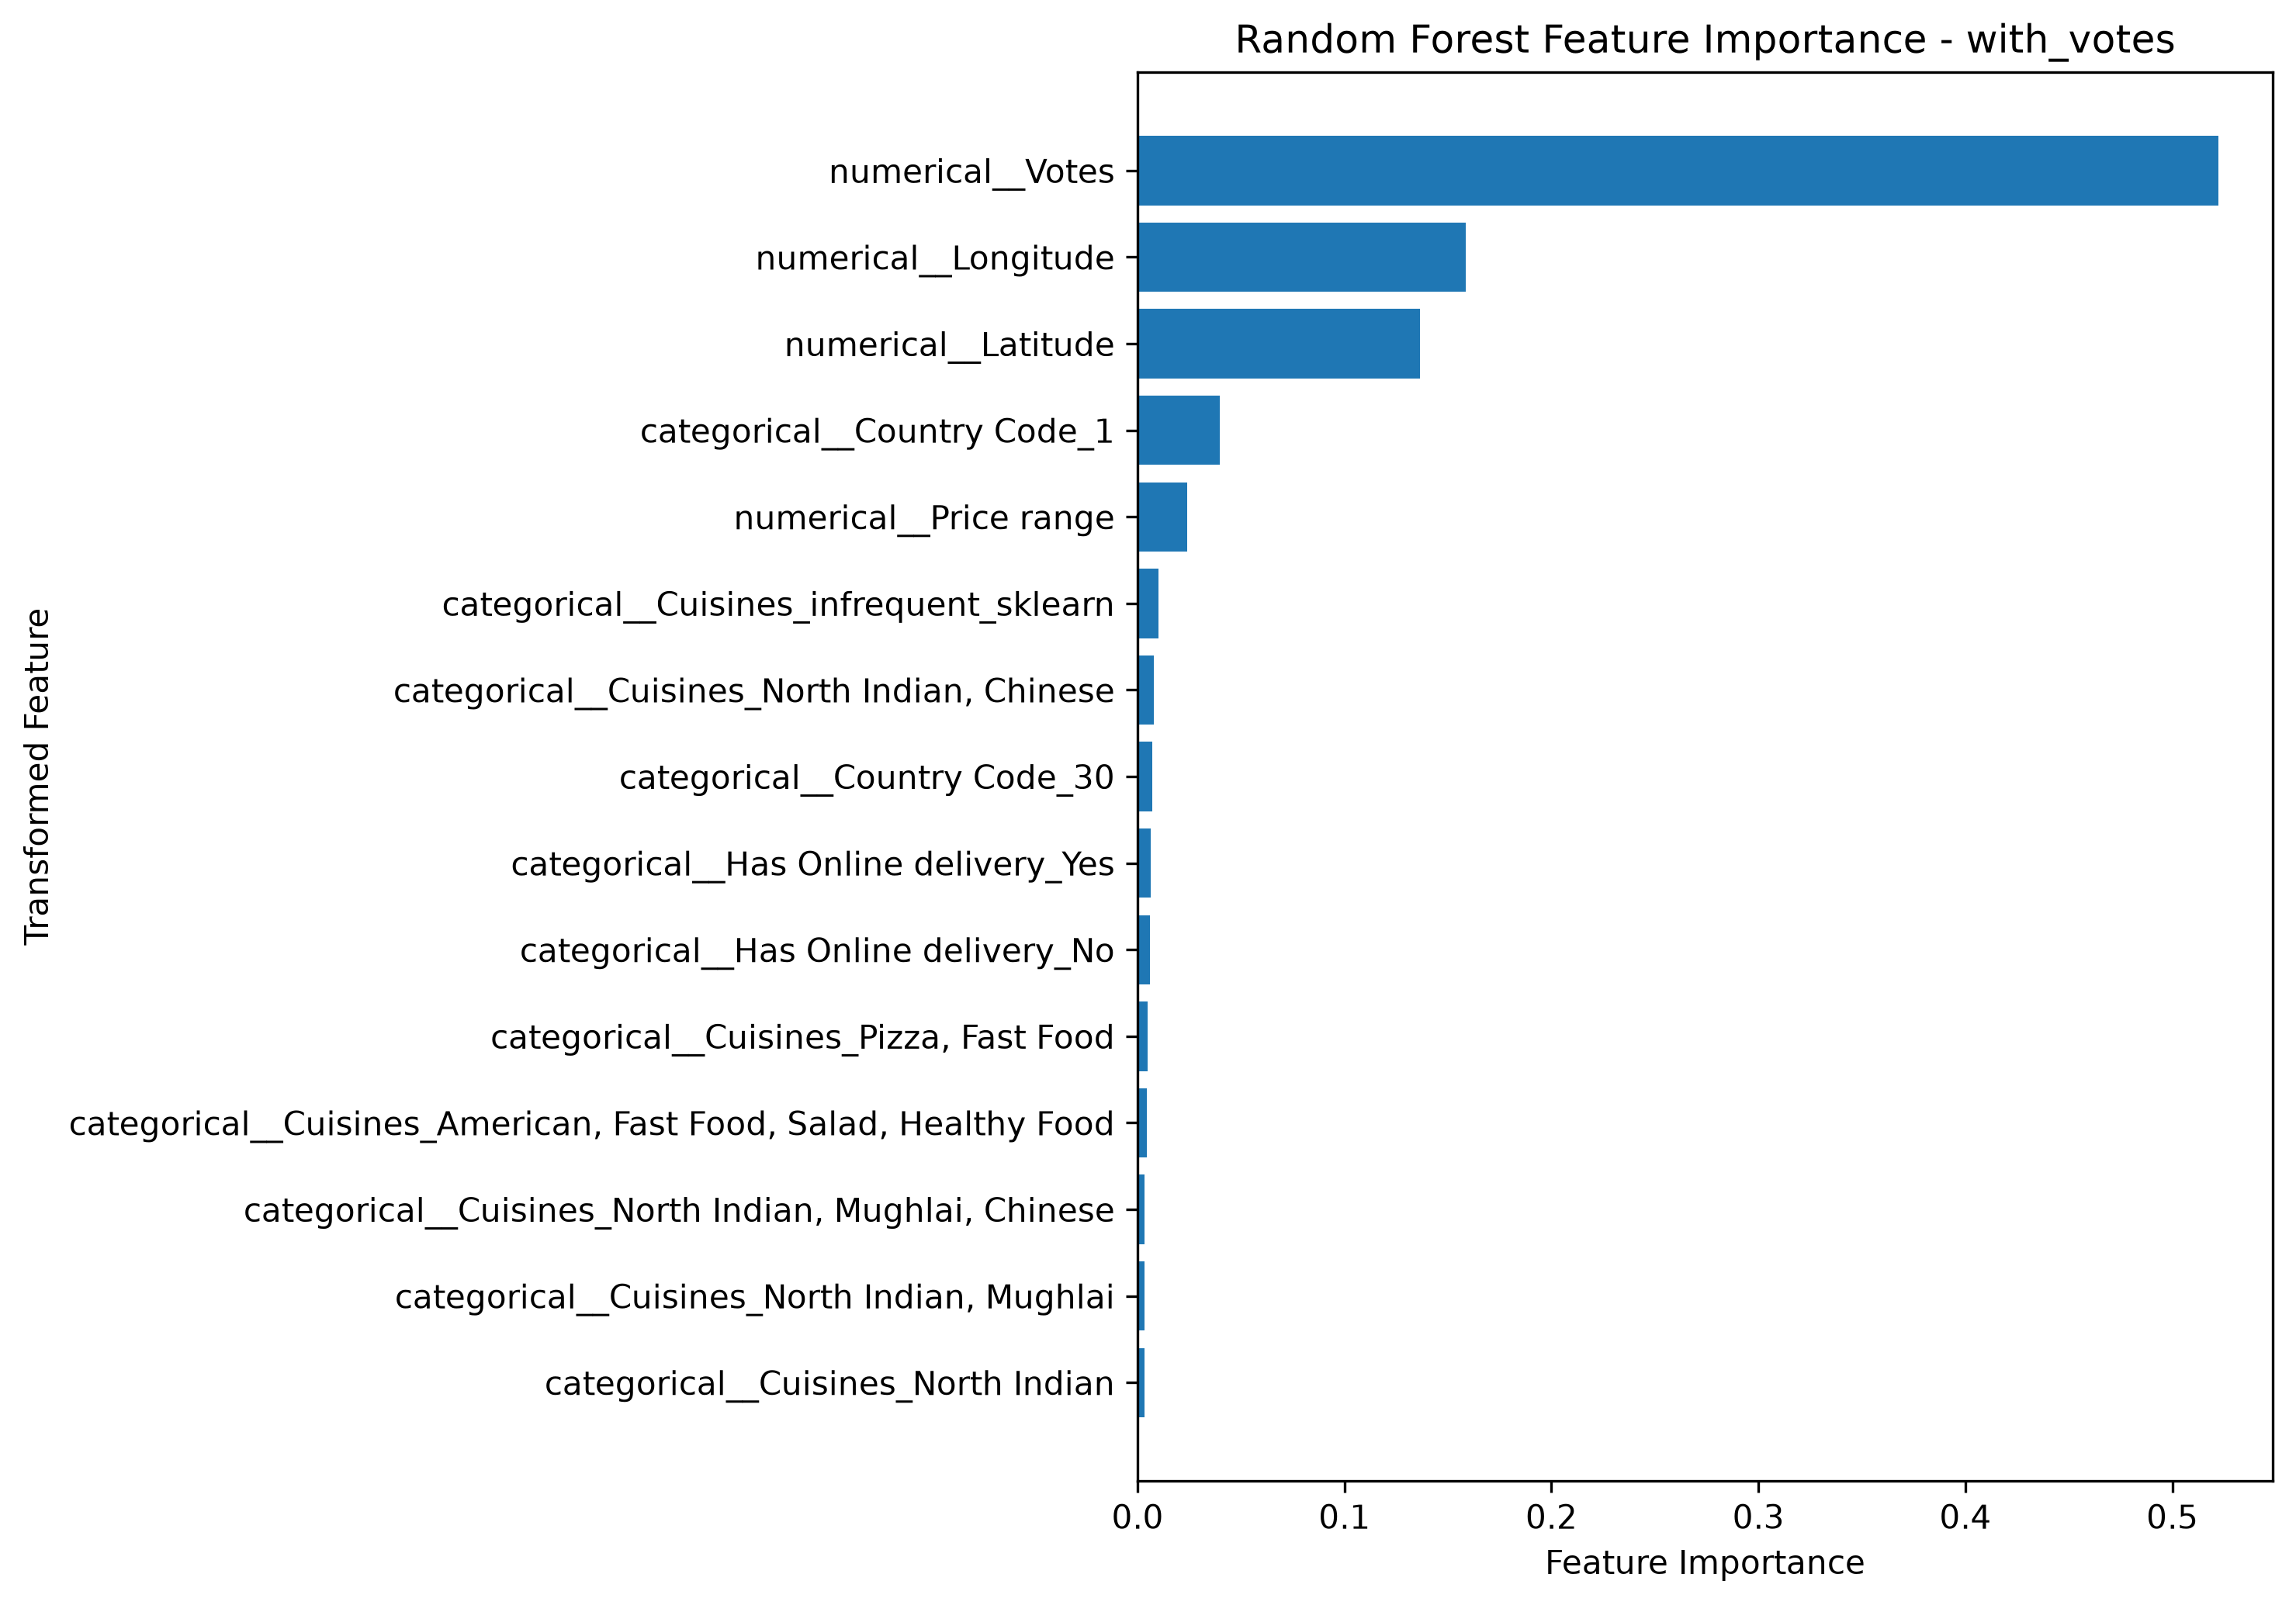 Random Forest Feature Importance - with_votes
Transformed Feature
numerical__Votes
numerical__Longitude
numerical__Latitude
categorical__Country Code_1
numerical__Price range
categorical__Cuisines_infrequent_sklearn
categorical__Cuisines_North Indian, Chinese
categorical__Country Code_30
categorical__Has Online delivery_Yes
categorical__Has Online delivery_No
categorical__Cuisines_Pizza, Fast Food
categorical__Cuisines_American, Fast Food, Salad, Healthy Food
categorical__Cuisines_North Indian, Mughlai, Chinese
categorical__Cuisines_North Indian, Mughlai
categorical__Cuisines_North Indian
0.0 0.1 0.2 0.3 0.4 0.5
Feature Importance